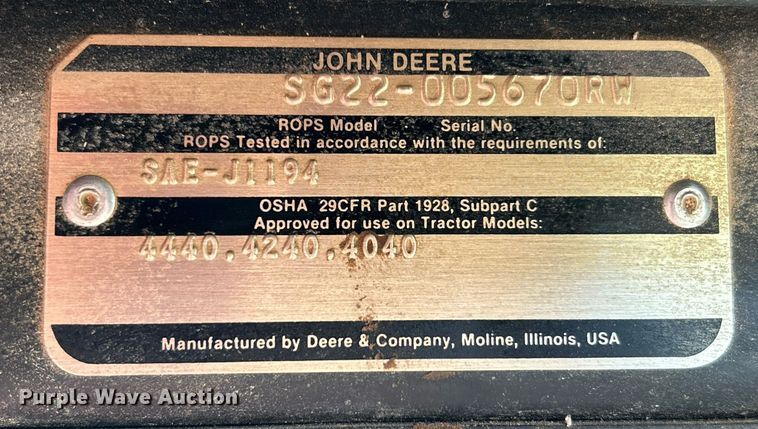 JOHN DEERE
SG22-005670RW
ROPS Model Serial No.
ROPS Tested in accordance with the requirements of:
SAE-J1194
OSHA 29CFR Part 1928, Subpart C
Approved for use on Tractor Models:
4440,4240,4040
Manufactured by Deere & Company, Moline, Illinois, USA
Purple Wave Auction